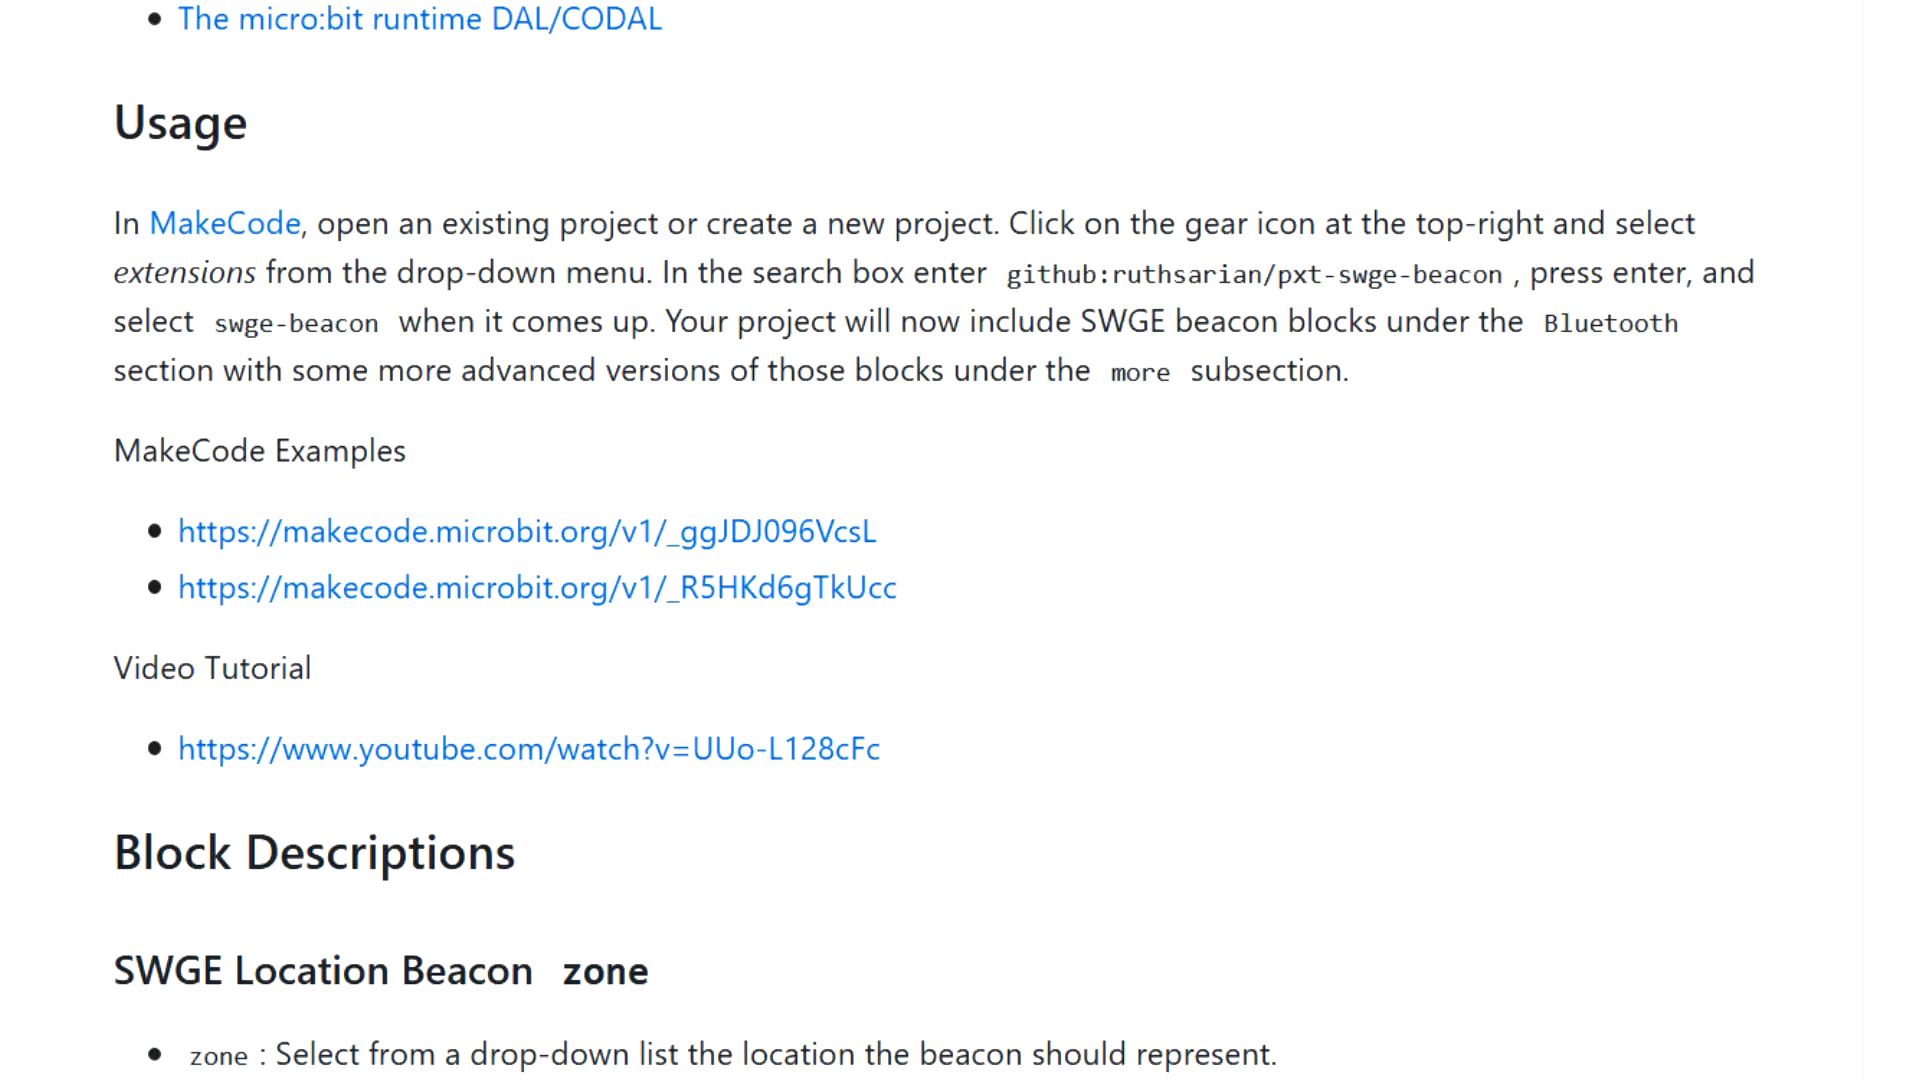 The micro:bit runtime DAL/CODAL
Usage
In MakeCode, open an existing project or create a new project. Click on the gear icon at the top-right and select
extensions from the drop-down menu. In the search box enter github:ruthsarian/pxt-swge-beacon , press enter, and
select swge-beacon when it comes up. Your project will now include SWGE beacon blocks under the Bluetooth
section with some more advanced versions of those blocks under the more subsection.
MakeCode Examples
https://makecode.microbit.org/v1/_ggJDJ096VcsL
https://makecode.microbit.org/v1/_R5HKd6gTkUcc
Video Tutorial
https://www.youtube.com/watch?v=UUo-L128cFc
Block Descriptions
SWGE Location Beacon zone
zone : Select from a drop-down list the location the beacon should represent.